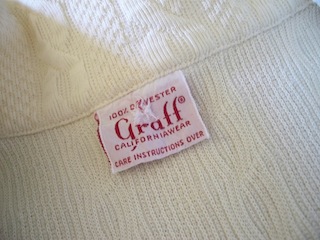 100% POLYESTER
Graff®
CALIFORNIAWEAR
CARE INSTRUCTIONS OVER